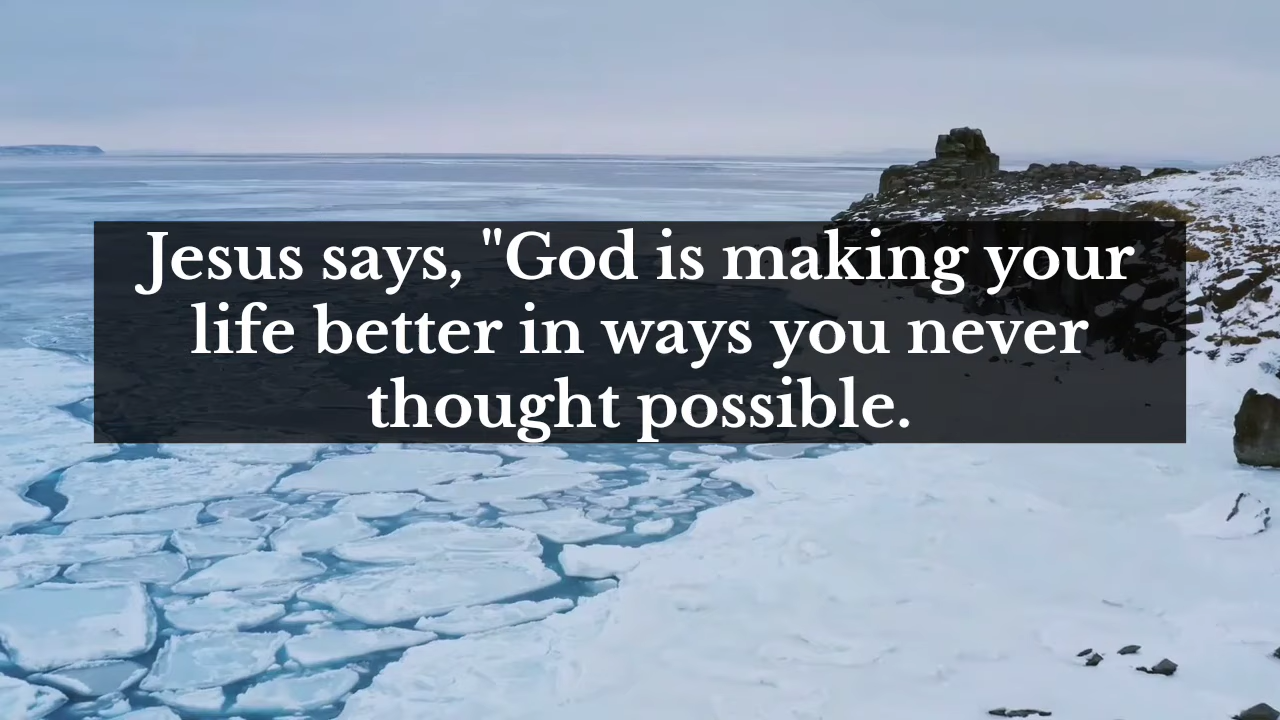 Jesus says, "God is making your
life better in ways you never
thought possible.